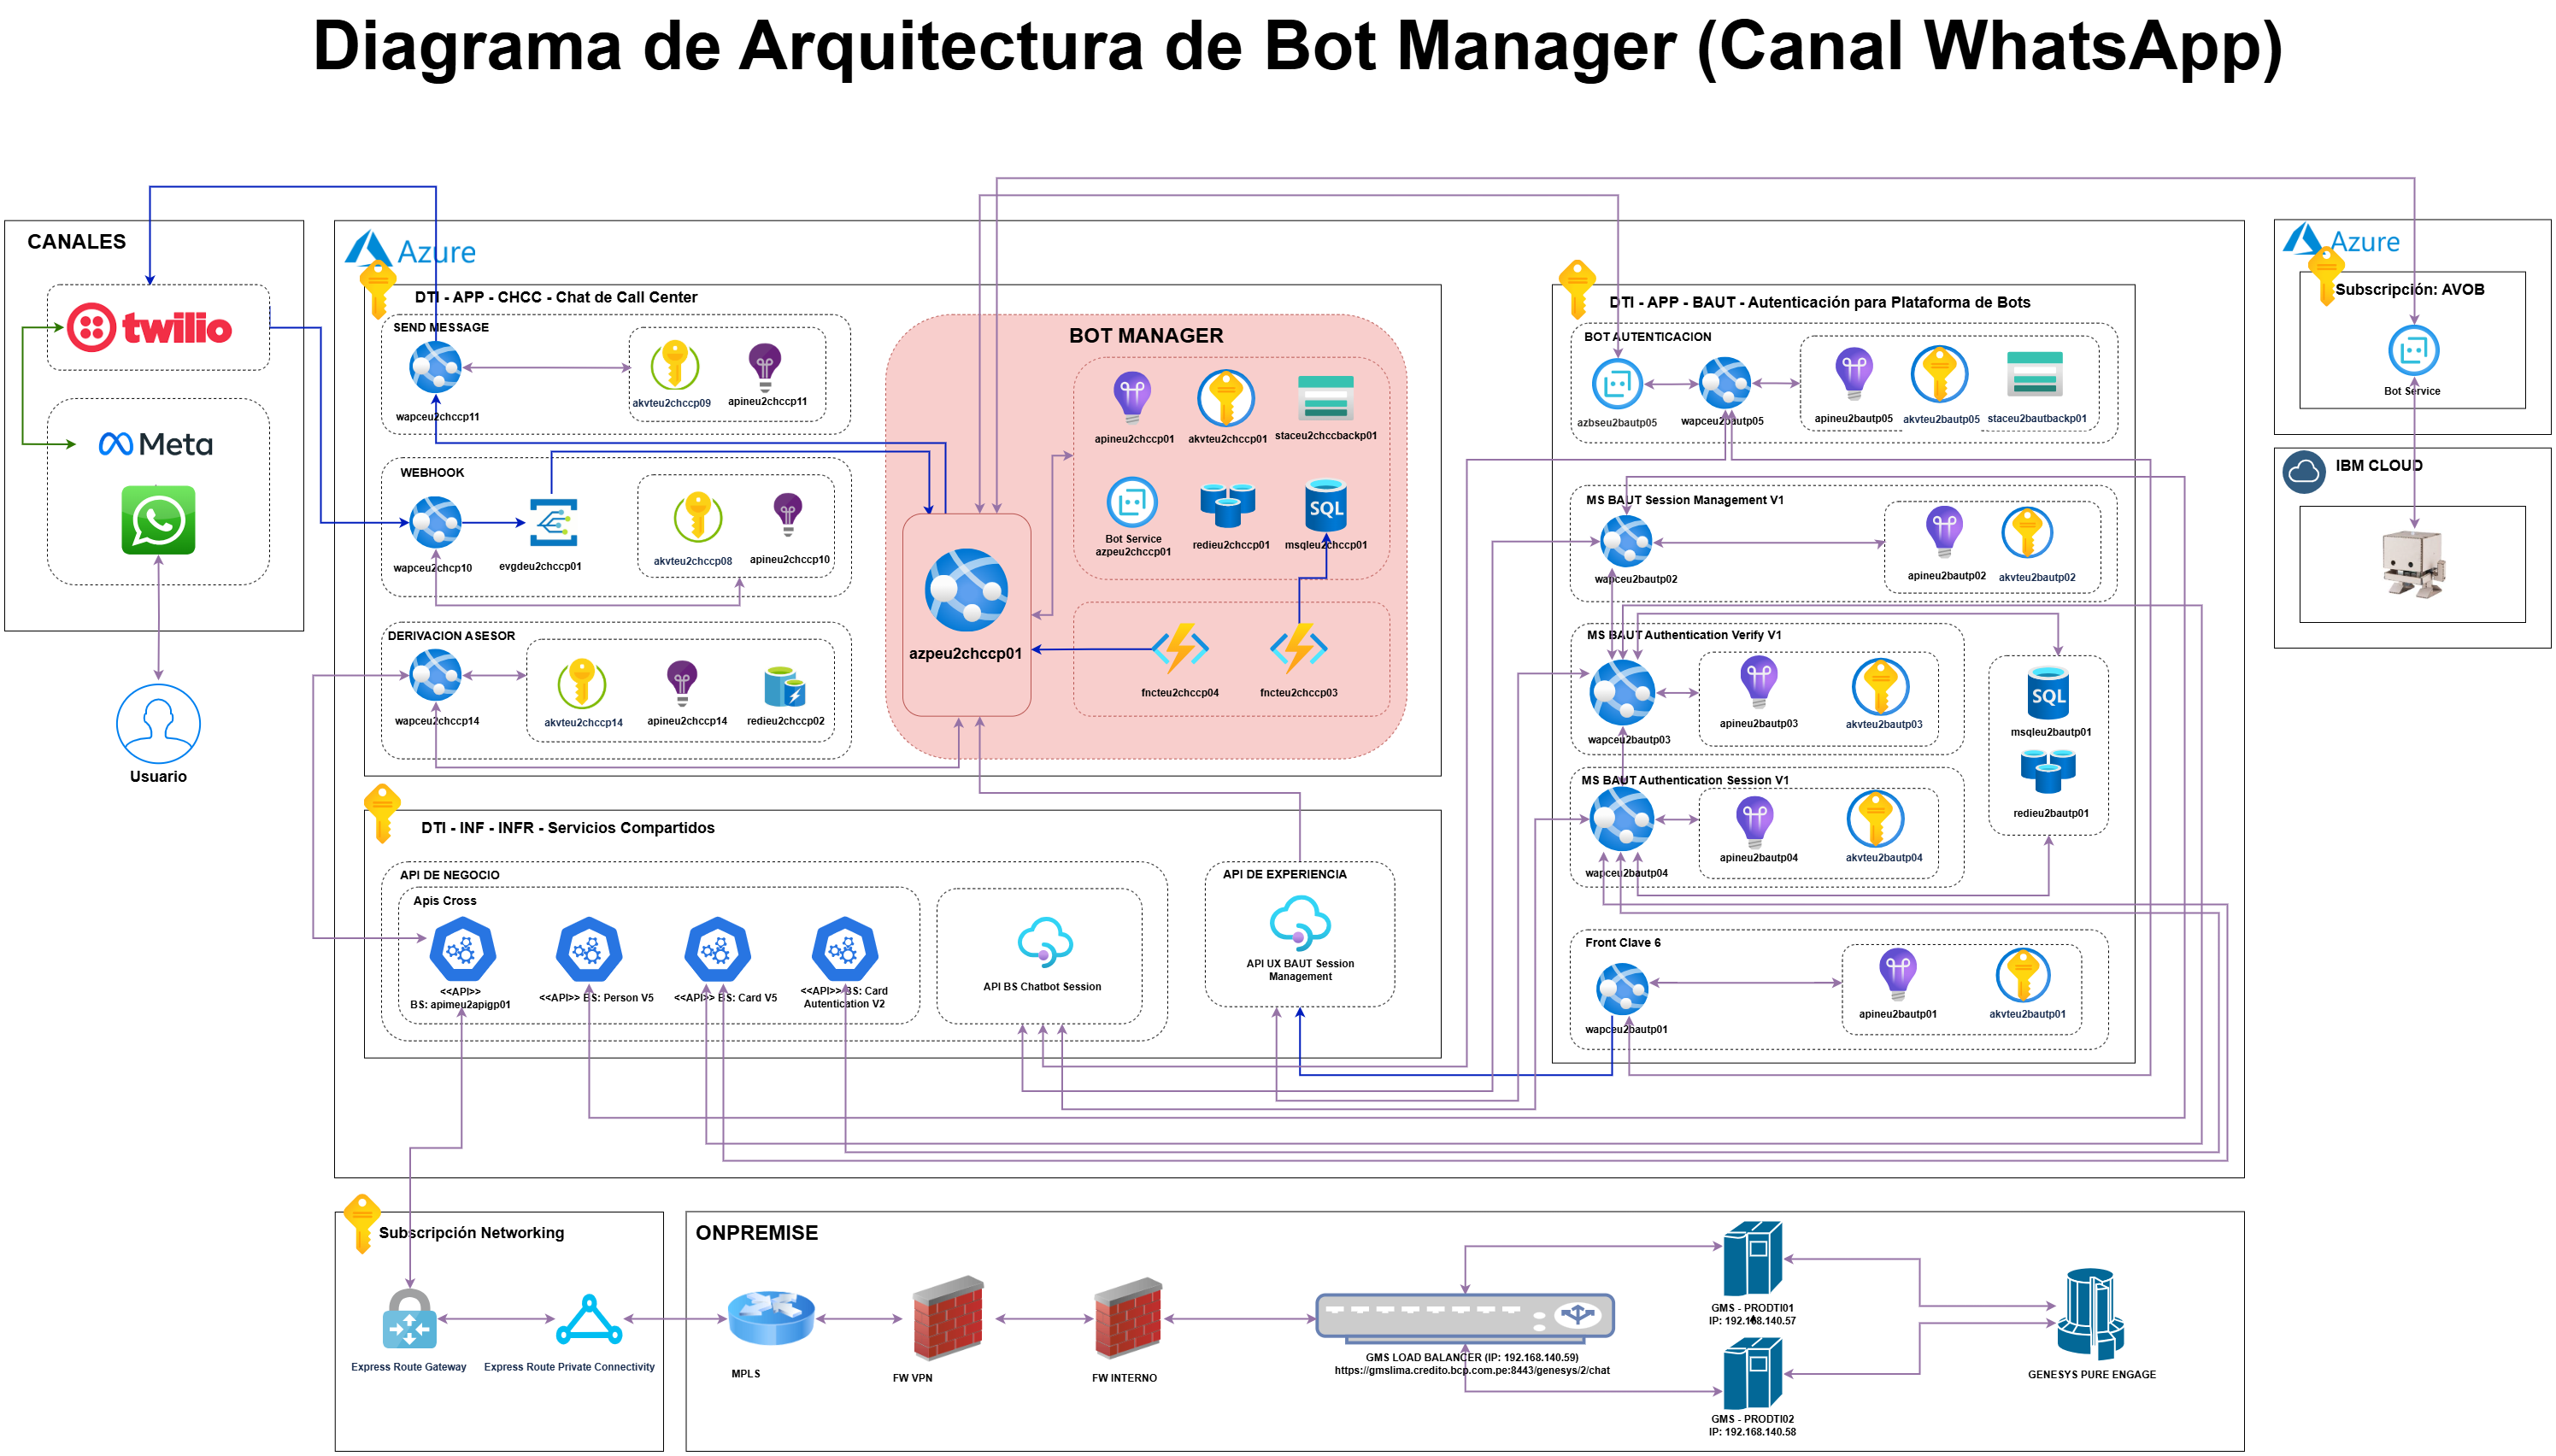 Diagrama de Arquitectura de Bot Manager (Canal WhatsApp)
CANALES
twilio
Meta
Usuario
Azure
DTI - APP - CHCC - Chat de Call Center
SEND MESSAGE
wapceu2chccp11
akvteu2chccp09
apineu2chccp11
WEBHOOK
wapceu2chcp10
evgdeu2chccp01
akvteu2chccp08
apineu2chccp10
DERIVACION ASESOR
wapceu2chccp14
akvteu2chccp14
apineu2chccp14
redieu2chccp02
BOT MANAGER
azpeu2chccp01
apineu2chccp01
akvteu2chccp01
staceu2chccbackp01
Bot Service
azpeu2chccp01
redieu2chccp01
msqleu2chccp01
fncteu2chccp04
fncteu2chccp03
DTI - INF - INFR - Servicios Compartidos
API DE NEGOCIO
Apis Cross
<<API>>
BS: apimeu2apigp01
<<API>> BS: Person V5
<<API>> BS: Card V5
<<API>> BS: Card
Autentication V2
API BS Chatbot Session
API DE EXPERIENCIA
API UX BAUT Session
Management
DTI - APP - BAUT - Autenticación para Plataforma de Bots
BOT AUTENTICACION
azbseu2bautp05
wapceu2bautp05
apineu2bautp05
akvteu2bautp05
staceu2bautbackp01
MS BAUT Session Management V1
wapceu2bautp02
apineu2bautp02
akvteu2bautp02
MS BAUT Authentication Verify V1
wapceu2bautp03
apineu2bautp03
akvteu2bautp03
SQL
msqleu2bautp01
redieu2bautp01
MS BAUT Authentication Session V1
wapceu2bautp04
apineu2bautp04
akvteu2bautp04
Front Clave 6
wapceu2bautp01
apineu2bautp01
akvteu2bautp01
Azure
Subscripción: AVOB
Bot Service
IBM CLOUD
Subscripción Networking
Express Route Gateway
Express Route Private Connectivity
ONPREMISE
MPLS
FW VPN
FW INTERNO
GMS LOAD BALANCER (IP: 192.168.140.59)
https://gmslima.credito.bcp.com.pe:8443/genesys/2/chat
GMS - PRODTI01
IP: 192.168.140.57
GMS - PRODTI02
IP: 192.168.140.58
GENESYS PURE ENGAGE
SQL